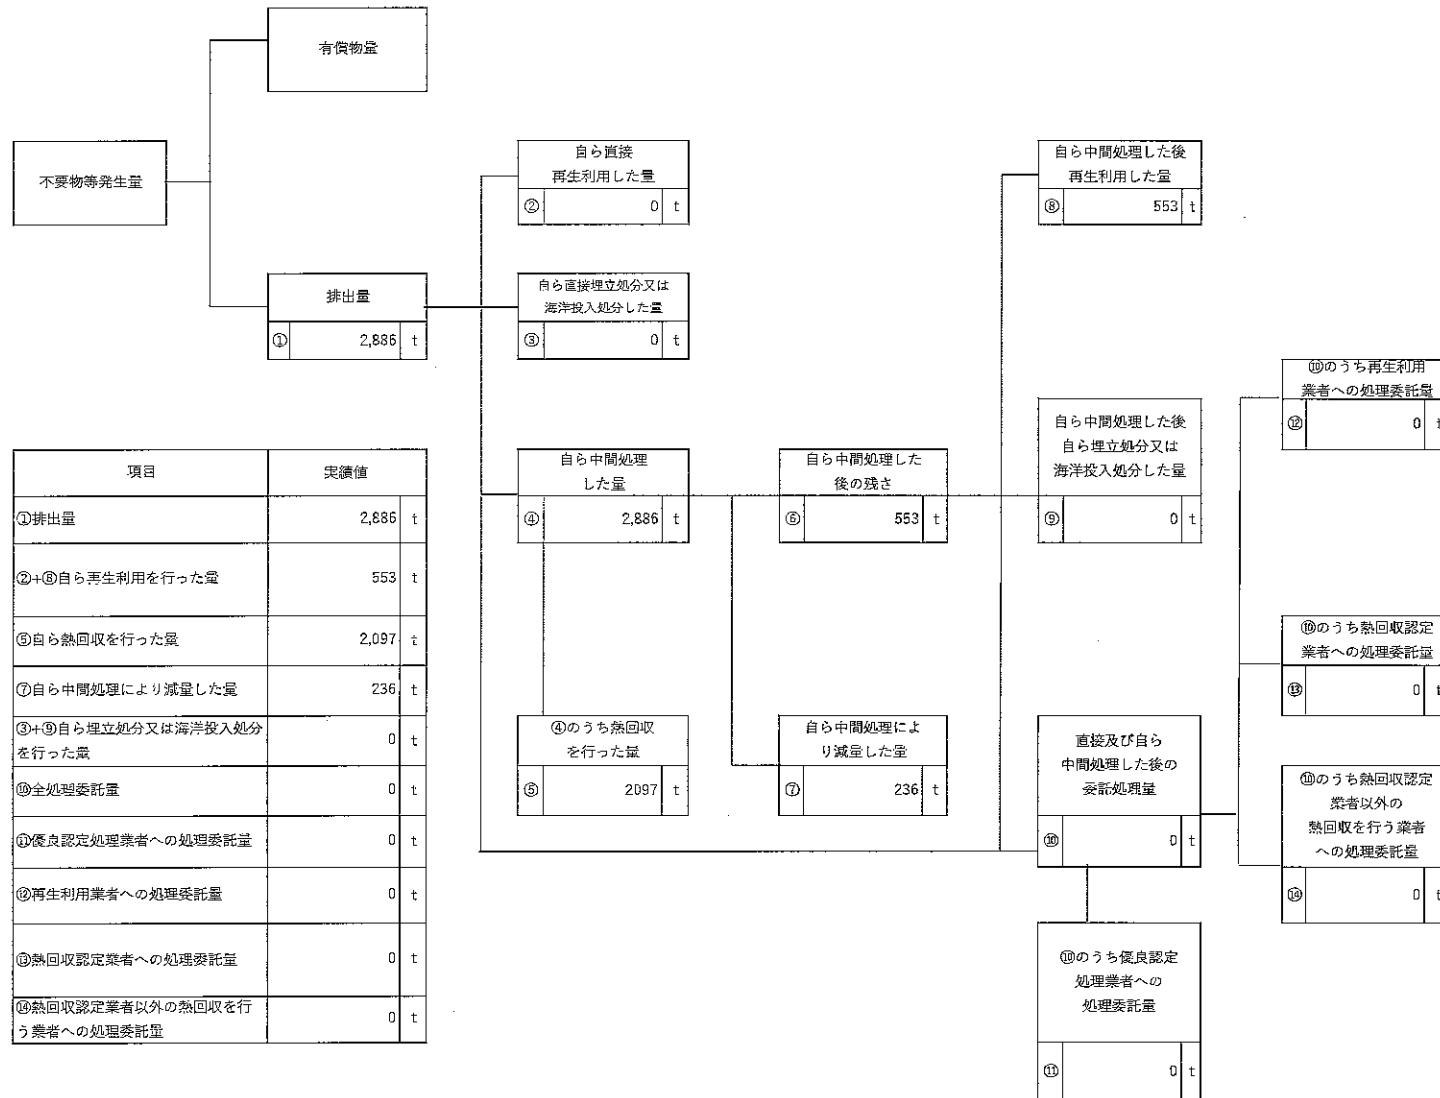 有償物量
不要物等発生量
排出量
① 2,886 t
自ら直接
再生利用した量
② 0 t
自ら直接埋立処分又は
海洋投入処分した量
③ 0 t
自ら中間処理
した量
④ 2,886 t
④のうち熱回収
を行った量
⑤ 2097 t
自ら中間処理した
後の残さ
⑥ 553 t
自ら中間処理によ
り減量した量
⑦ 236 t
自ら中間処理した後
再生利用した量
⑧ 553 t
自ら中間処理した後
自ら埋立処分又は
海洋投入処分した量
⑨ 0 t
直接及び自ら
中間処理した後の
委託処理量
⑩ 0 t
⑩のうち優良認定
処理業者への
処理委託量
⑪ 0 t
⑩のうち再生利用
業者への処理委託量
⑫ 0 t
⑩のうち熱回収認定
業者への処理委託量
⑬ 0 t
⑩のうち熱回収認定
業者以外の
熱回収を行う業者
への処理委託量
⑭ 0 t
項目 実績値
①排出量 2,886 t
②+⑧自ら再生利用を行った量 553 t
⑤自ら熱回収を行った量 2,097 t
⑦自ら中間処理により減量した量 236 t
③+⑨自ら埋立処分又は海洋投入処分
を行った量 0 t
⑩全処理委託量 0 t
⑪優良認定処理業者への処理委託量 0 t
⑫再生利用業者への処理委託量 0 t
⑬熱回収認定業者への処理委託量 0 t
⑭熱回収認定業者以外の熱回収を行
う業者への処理委託量 0 t